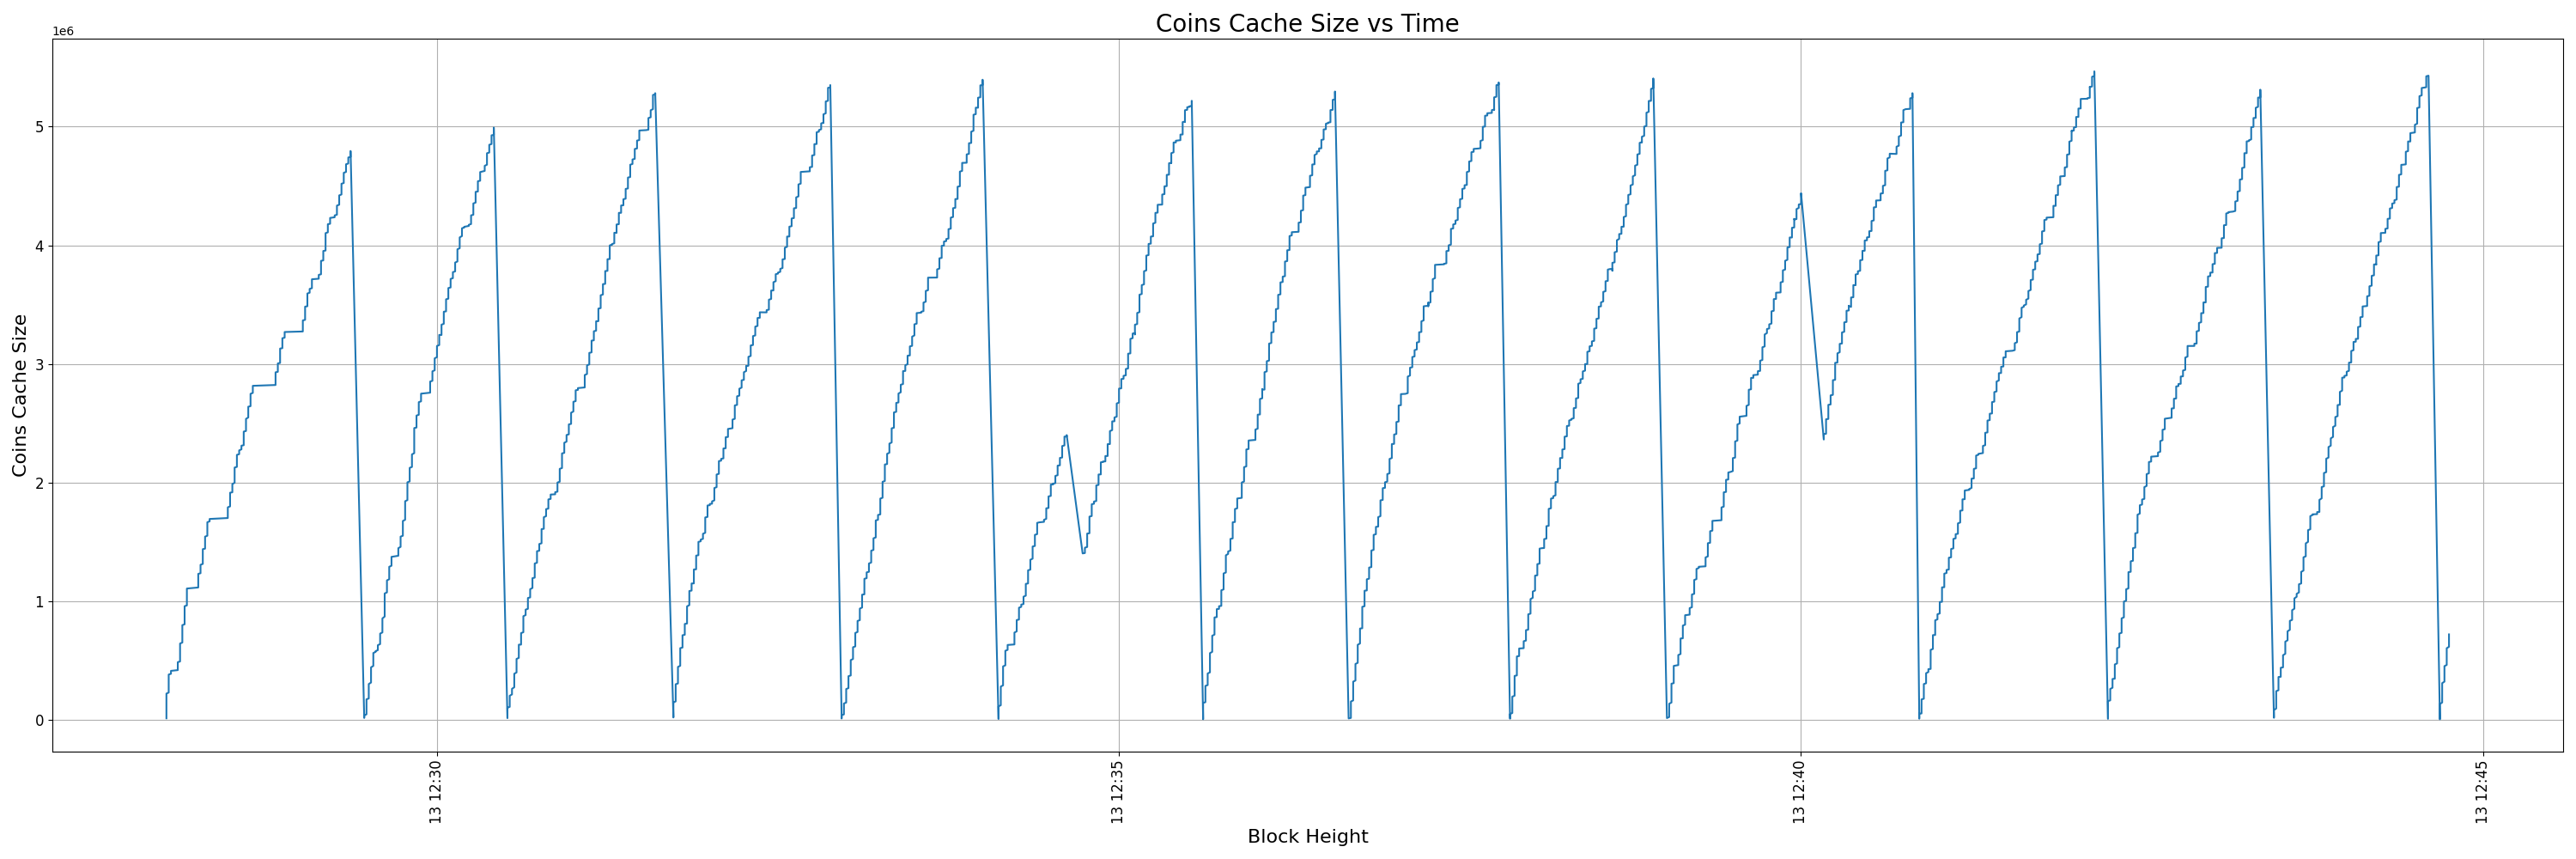 Coins Cache Size vs Time
1e6
5
4
3
2
1
0
Coins Cache Size
13 12:30
13 12:35
13 12:40
13 12:45
Block Height